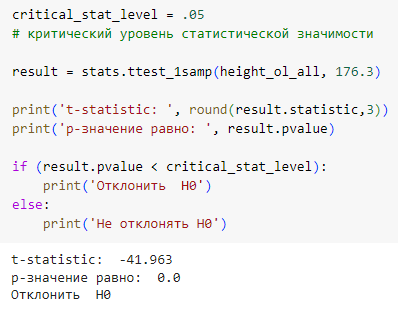 critical_stat_level = .05
# критический уровень статистической значимости
result = stats.ttest_1samp(height_ol_all, 176.3)
print('t-statistic: ', round(result.statistic,3))
print('p-значение равно: ', result.pvalue)
if (result.pvalue < critical_stat_level):
    print('Отклонить  H0')
else:
    print('Не отклонять H0')
t-statistic:  -41.963
p-значение равно:  0.0
Отклонить  H0